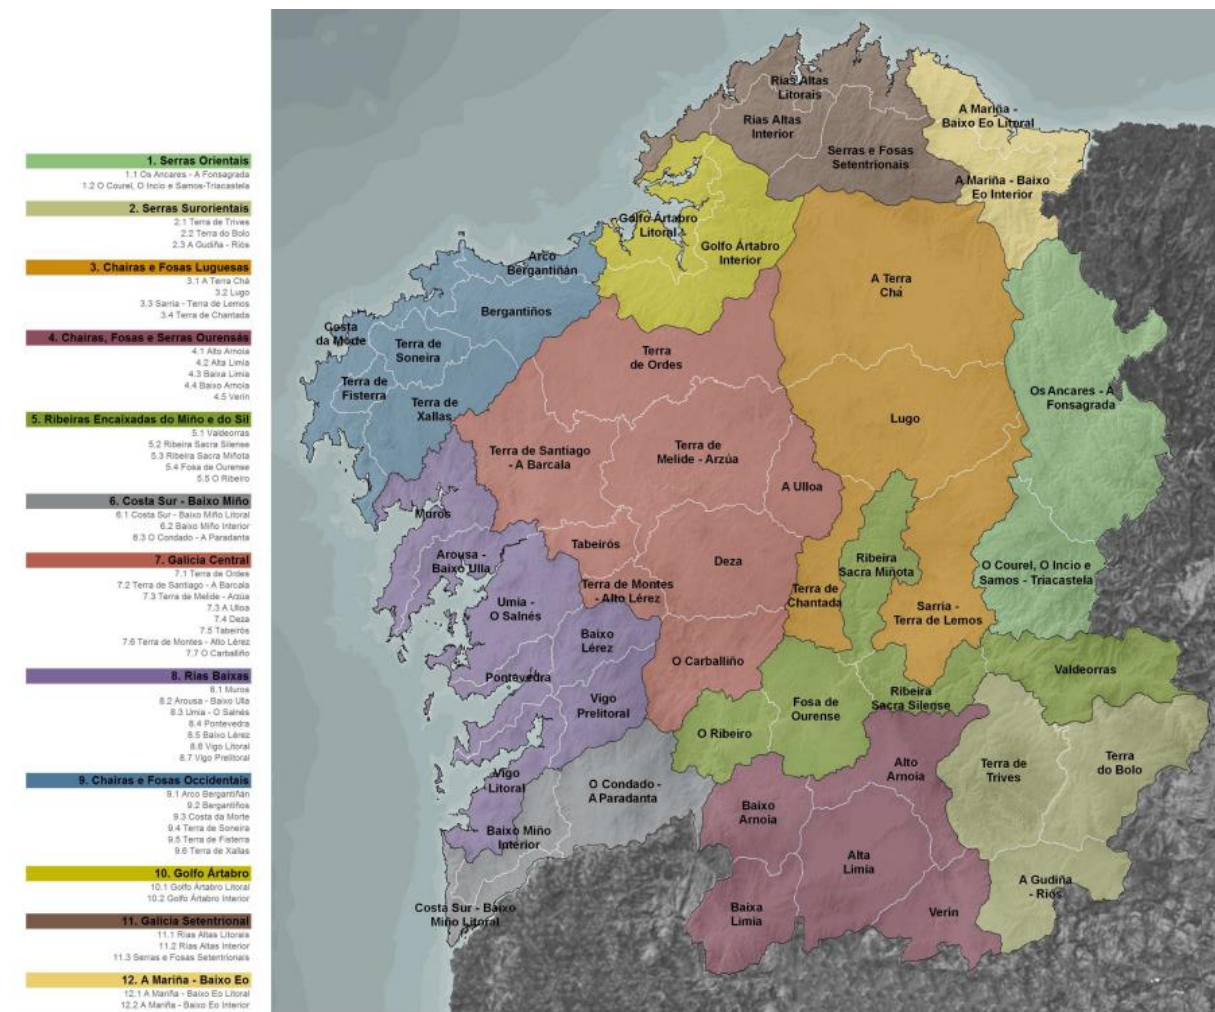 1. Serras Orientais
1.1 Os Ancares - A Fonsagrada
1.2 O Courel, O Incio e Samos-Triacastela
2. Serras Surorientais
2.1 Terra de Trives
2.2 Terra do Bolo
2.3 A Gudiña - Riós
3. Chairas e Fosas Luguesas
3.1 A Terra Chá
3.2 Lugo
3.3 Sarria - Terra de Lemos
3.4 Terra de Chantada
4. Chairas, Fosas e Serras Ourensás
4.1 Alto Arnoia
4.2 Alta Limia
4.3 Baixa Limia
4.4 Baixo Arnoia
4.5 Verín
5. Ribeiras Encaixadas do Miño e do Sil
5.1 Valdeorras
5.2 Ribeira Sacra Silense
5.3 Ribeira Sacra Miñota
5.4 Fosa de Ourense
5.5 O Ribeiro
6. Costa Sur - Baixo Miño
6.1 Costa Sur - Baixo Miño Litoral
6.2 Baixo Miño Interior
6.3 O Condado - A Paradanta
7. Galicia Central
7.1 Terra de Ordes
7.2 Terra de Santiago - A Barcala
7.3 Terra de Melide - Arzúa
7.3 A Ulloa
7.4 Deza
7.5 Tabeirós
7.6 Terra de Montes - Alto Lérez
7.7 O Carballiño
8. Rías Baixas
8.1 Muros
8.2 Arousa - Baixo Ulla
8.3 Umia - O Salnés
8.4 Pontevedra
8.5 Baixo Lérez
8.6 Vigo Litoral
8.7 Vigo Prelitoral
9. Chairas e Fosas Occidentais
9.1 Arco Bergantiñán
9.2 Bergantiños
9.3 Costa da Morte
9.4 Terra de Soneira
9.5 Terra de Fisterra
9.6 Terra de Xallas
10. Golfo Ártabro
10.1 Golfo Ártabro Litoral
10.2 Golfo Ártabro Interior
11. Galicia Setentrional
11.1 Rías Altas Litorais
11.2 Rías Altas Interior
11.3 Serras e Fosas Setentrionais
12. A Mariña - Baixo Eo
12.1 A Mariña - Baixo Eo Litoral
12.2 A Mariña - Baixo Eo Interior
Rias Altas
Litorais
Rias Altas
Interior
Serras e Fosas
Setentrionais
A Mariña -
Baixo Eo Litoral
A Mariña - Baixo
Eo Interior
Golfo Ártabro
Litoral
Golfo Ártabro
Interior
Arco
Bergantiñán
Bergantiños
Costa
da Morte
Terra de
Soneira
Terra de
Fisterra
Terra de
Xallas
A Terra
Chá
Terra
de Ordes
Os Ancares - A
Fonsagrada
Lugo
Terra de Santiago
- A Barcala
Terra de
Melide - Arzúa
A Ulloa
Muros
Arousa -
Baixo Ulla
Tabeirós
Deza
Ribeira
Sacra Miñota
O Courel, O Incio e
Samos - Triacastela
Terra de Montes
- Alto Lérez
Terra de
Chantada
Umia -
O Salnés
Sarria -
Terra de Lemos
Baixo
Lérez
O Carballiño
Valdeorras
Pontevedra
Vigo
Prelitoral
Fosa de
Ourense
Ribeira
Sacra Silense
O Ribeiro
Terra de
Trives
Terra
do Bolo
Alto
Arnoia
Vigo
Litoral
O Condado -
A Paradanta
Baixo
Arnoia
Baixo Miño
Interior
Alta
Limia
A Gudiña
- Riós
Costa Sur - Baixo
Miño Litoral
Baixa
Limia
Verín